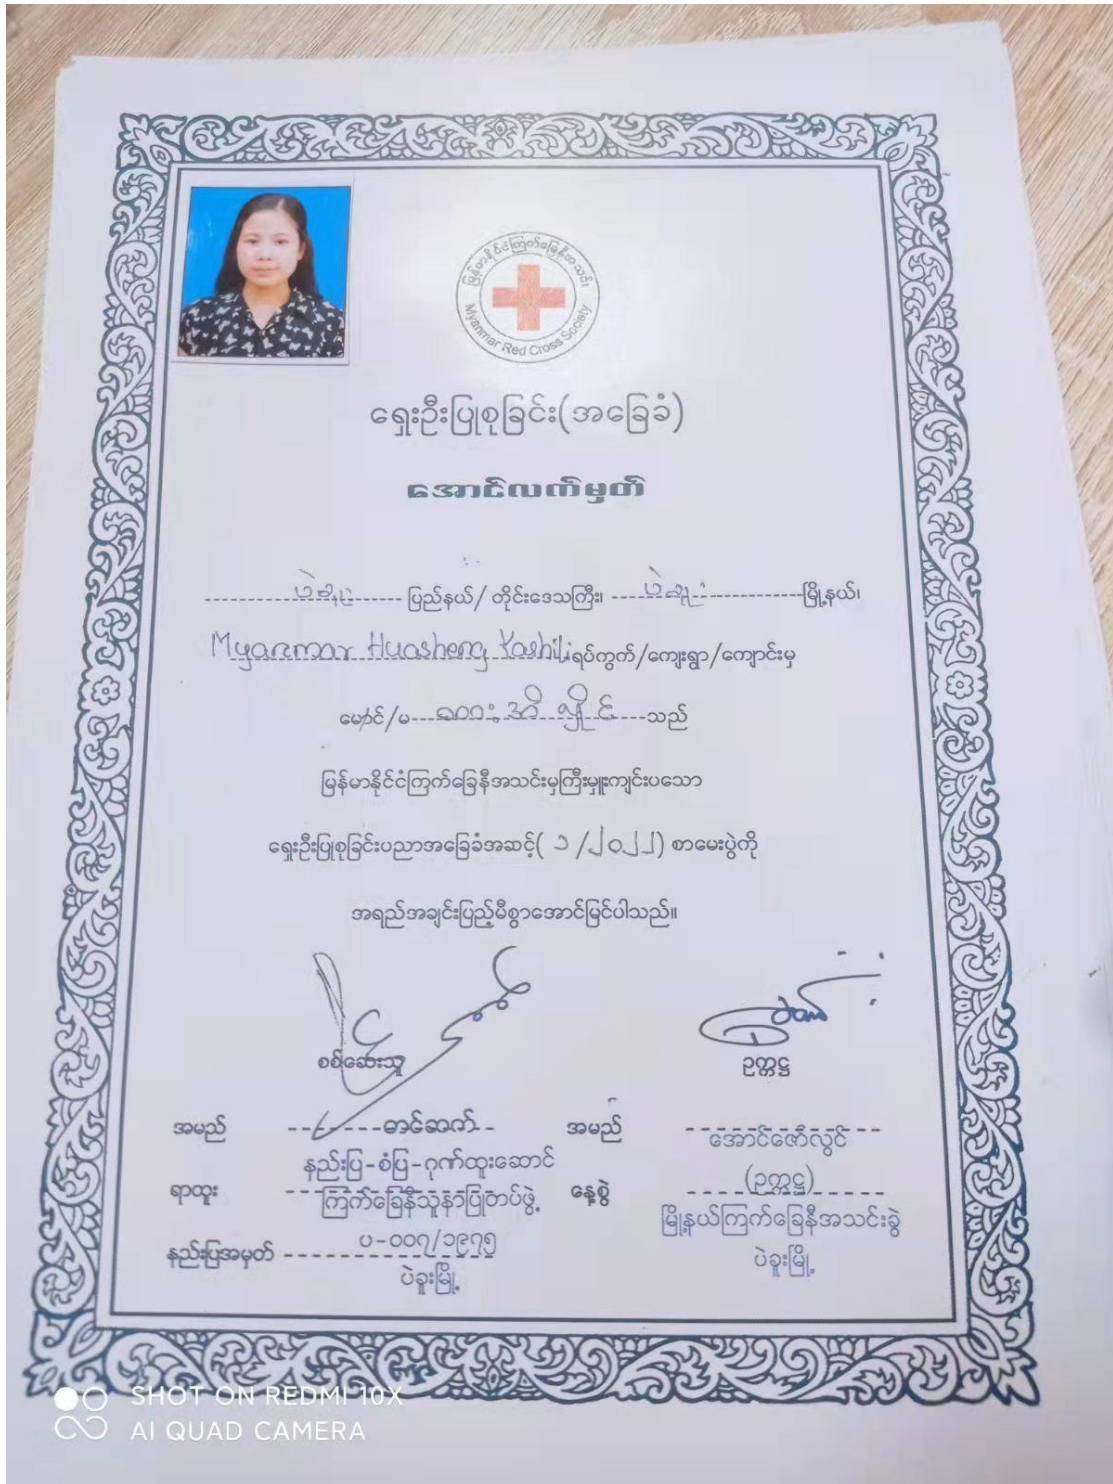 မြန်မာနိုင်ငံကြက်ခြေနီအသင်း
Myanmar Red Cross Society
ရှေးဦးပြုစုခြင်း(အခြေခံ)
အောင်လက်မှတ်
ပဲခူး ပြည်နယ်/ တိုင်းဒေသကြီး၊ ပဲခူး မြို့နယ်၊
Myanmar Huasheng Yashili ရပ်ကွက်/ကျေးရွာ/ကျောင်းမှ
မောင်/မ သည်
မြန်မာနိုင်ငံကြက်ခြေနီအသင်းမှကြီးမှူးကျင်းပသော
ရှေးဦးပြုစုခြင်းပညာအခြေခံအဆင့်( ၁ /၂၀၂၂) စာမေးပွဲကို
အရည်အချင်းပြည့်မီစွာအောင်မြင်ပါသည်။
စစ်ဆေးသူ ဥက္ကဋ္ဌ
အမည် တင်ဆက် အမည် အောင်ဇော်လွင်
နည်းပြ-စံပြ-ဂုဏ်ထူးဆောင် (ဥက္ကဋ္ဌ)
ရာထူး ကြက်ခြေနီသူနာပြုတပ်ဖွဲ့ နေ့စွဲ မြို့နယ်ကြက်ခြေနီအသင်းခွဲ
နည်းပြအမှတ် ပ-၀၀၇/၁၉၇၅ ပဲခူးမြို့
ပဲခူးမြို့
SHOT ON REDMI 10X
AI QUAD CAMERA